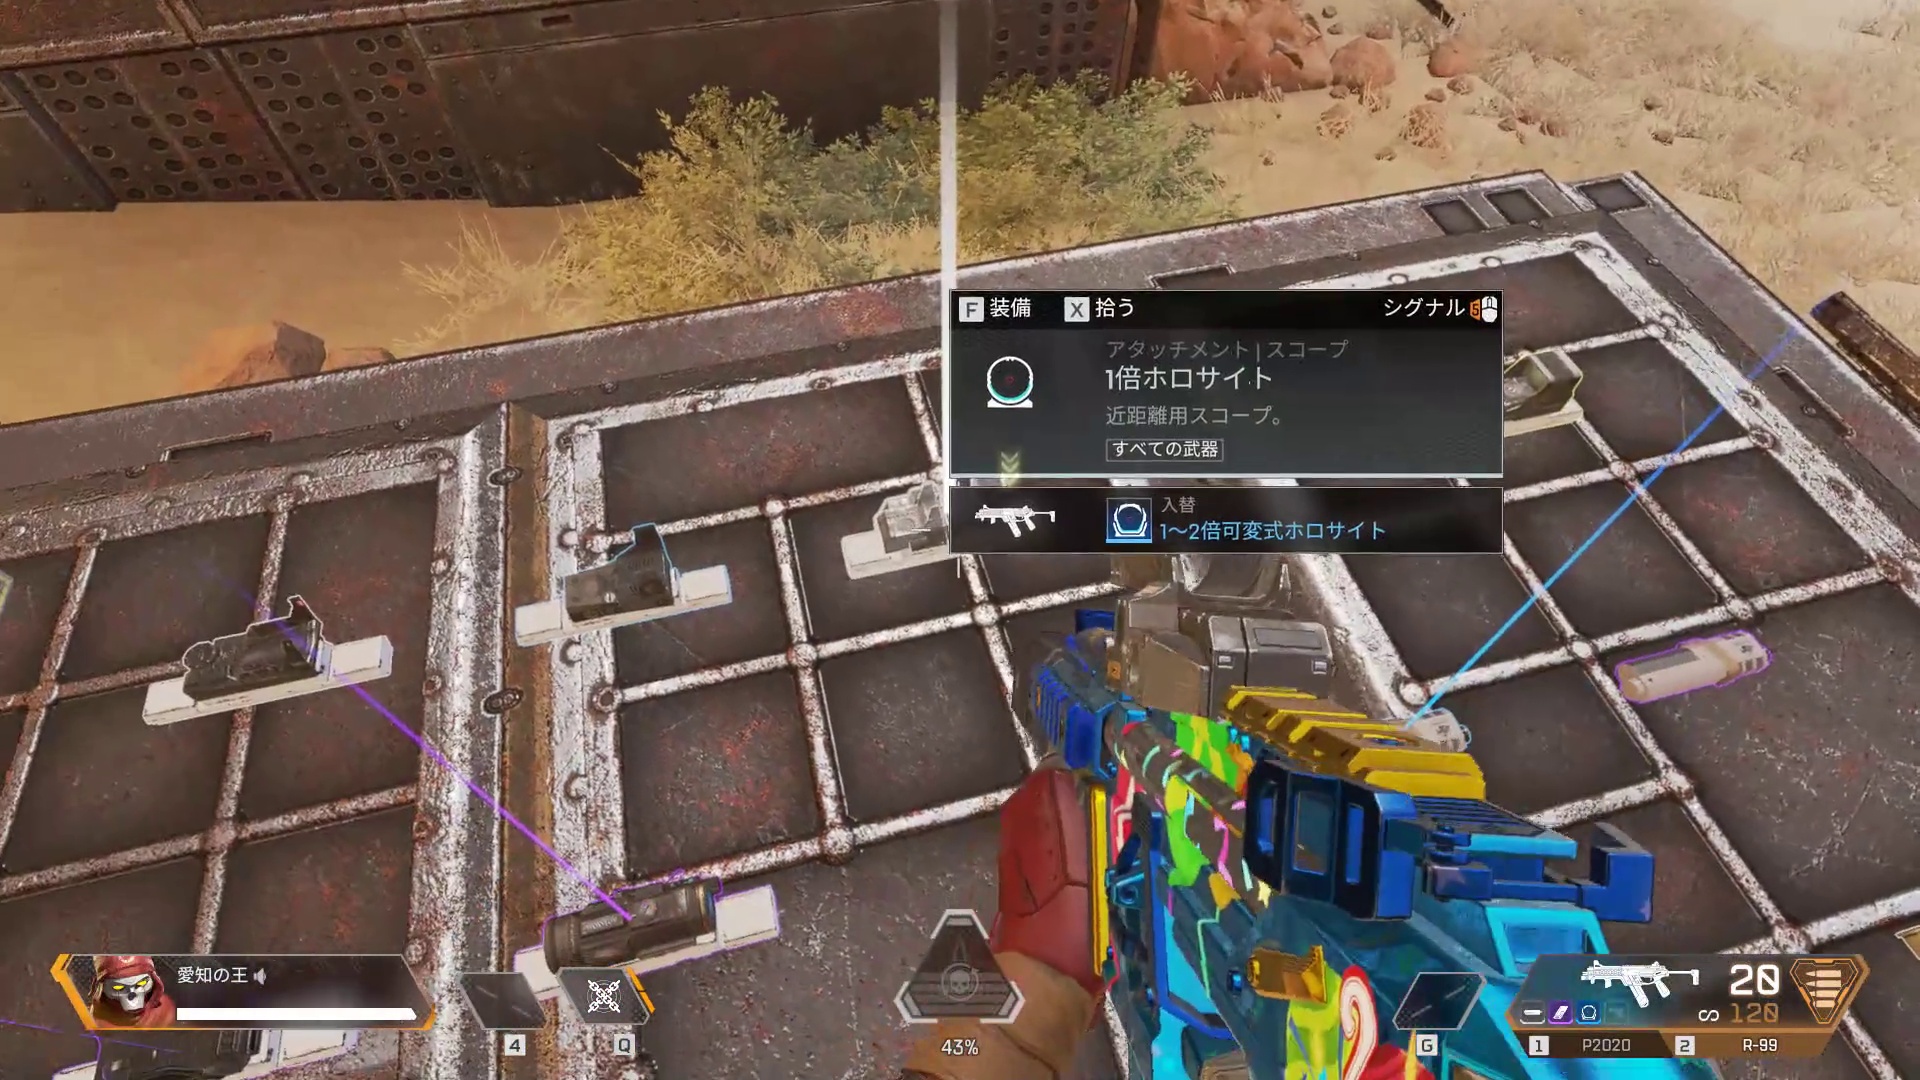 F 装備 X 拾う シグナル 5
アタッチメント | スコープ
1倍ホロサイト
近距離用スコープ。
すべての武器
入替
1～2倍可変式ホロサイト
愛知の王
4
Q
43%
G
20
∞ 120
1 P2020 2 R-99